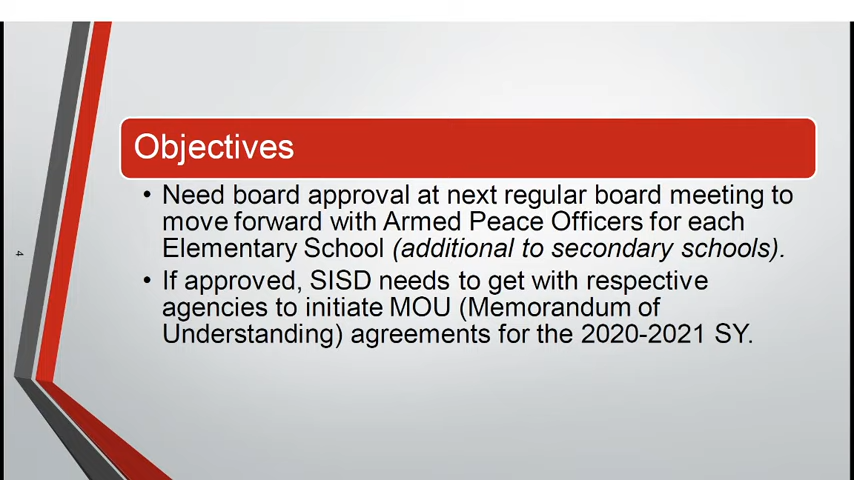 Objectives
• Need board approval at next regular board meeting to
move forward with Armed Peace Officers for each
Elementary School (additional to secondary schools).
• If approved, SISD needs to get with respective
agencies to initiate MOU (Memorandum of
Understanding) agreements for the 2020-2021 SY.
4